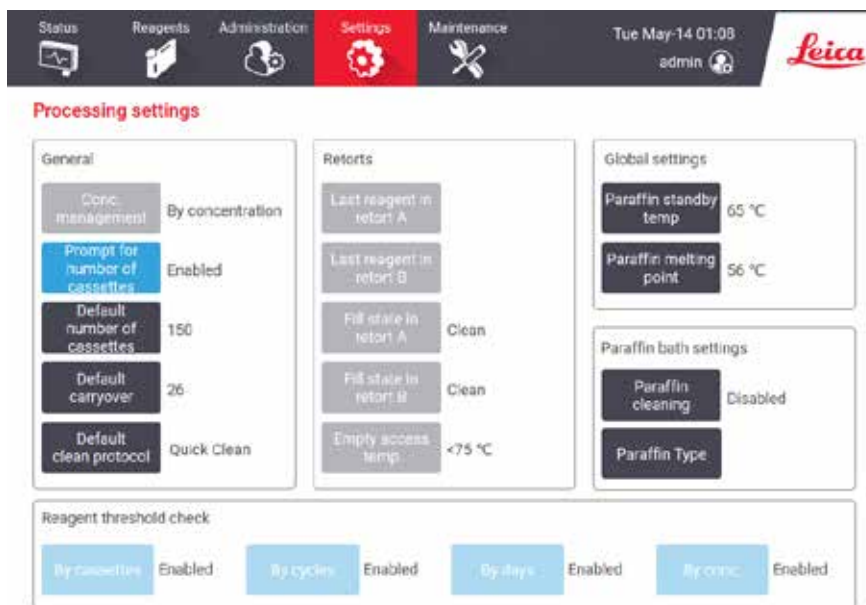 Status Reagents Administration Settings Maintenance
Tue May-14 01:08
admin
Leica
Processing settings
General
Conc.
management
By concentration
Prompt for
number of
cassettes
Enabled
Default
number of
cassettes
150
Default
carryover
26
Default
clean protocol
Quick Clean
Retorts
Last reagent in
retort A
Last reagent in
retort B
Fill state in
retort A
Clean
Fill state in
retort B
Clean
Empty access
temp
<75 °C
Global settings
Paraffin standby
temp
65 °C
Paraffin melting
point
56 °C
Paraffin bath settings
Paraffin
cleaning
Disabled
Paraffin Type
Reagent threshold check
By cassettes Enabled
By cycles Enabled
By days Enabled
By conc. Enabled